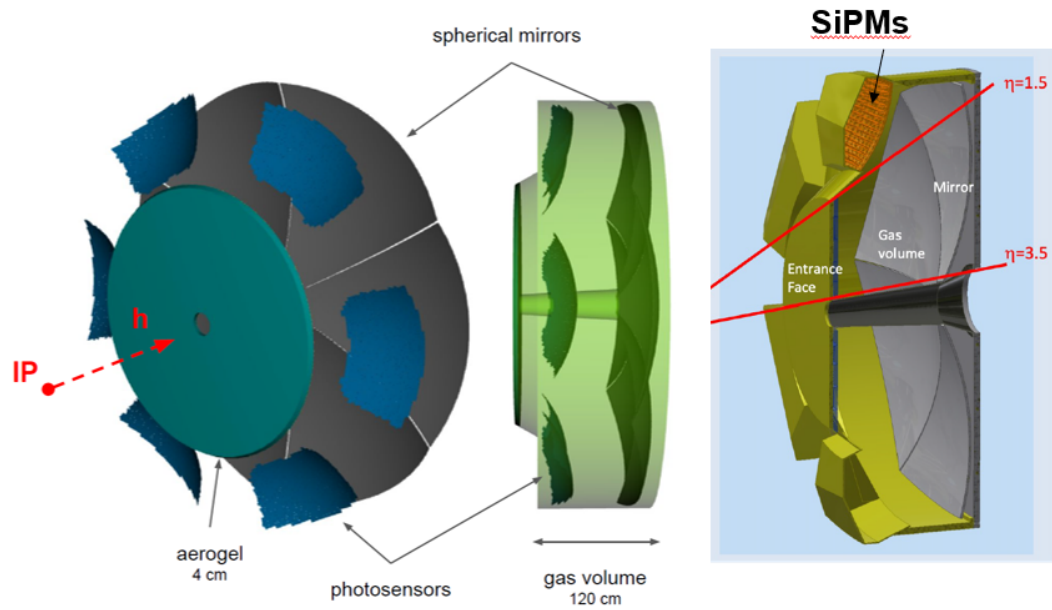 spherical mirrors
SiPMs
η=1.5
Mirror
Gas
volume
Entrance
Face
η=3.5
h
IP
aerogel
4 cm
photosensors
gas volume
120 cm